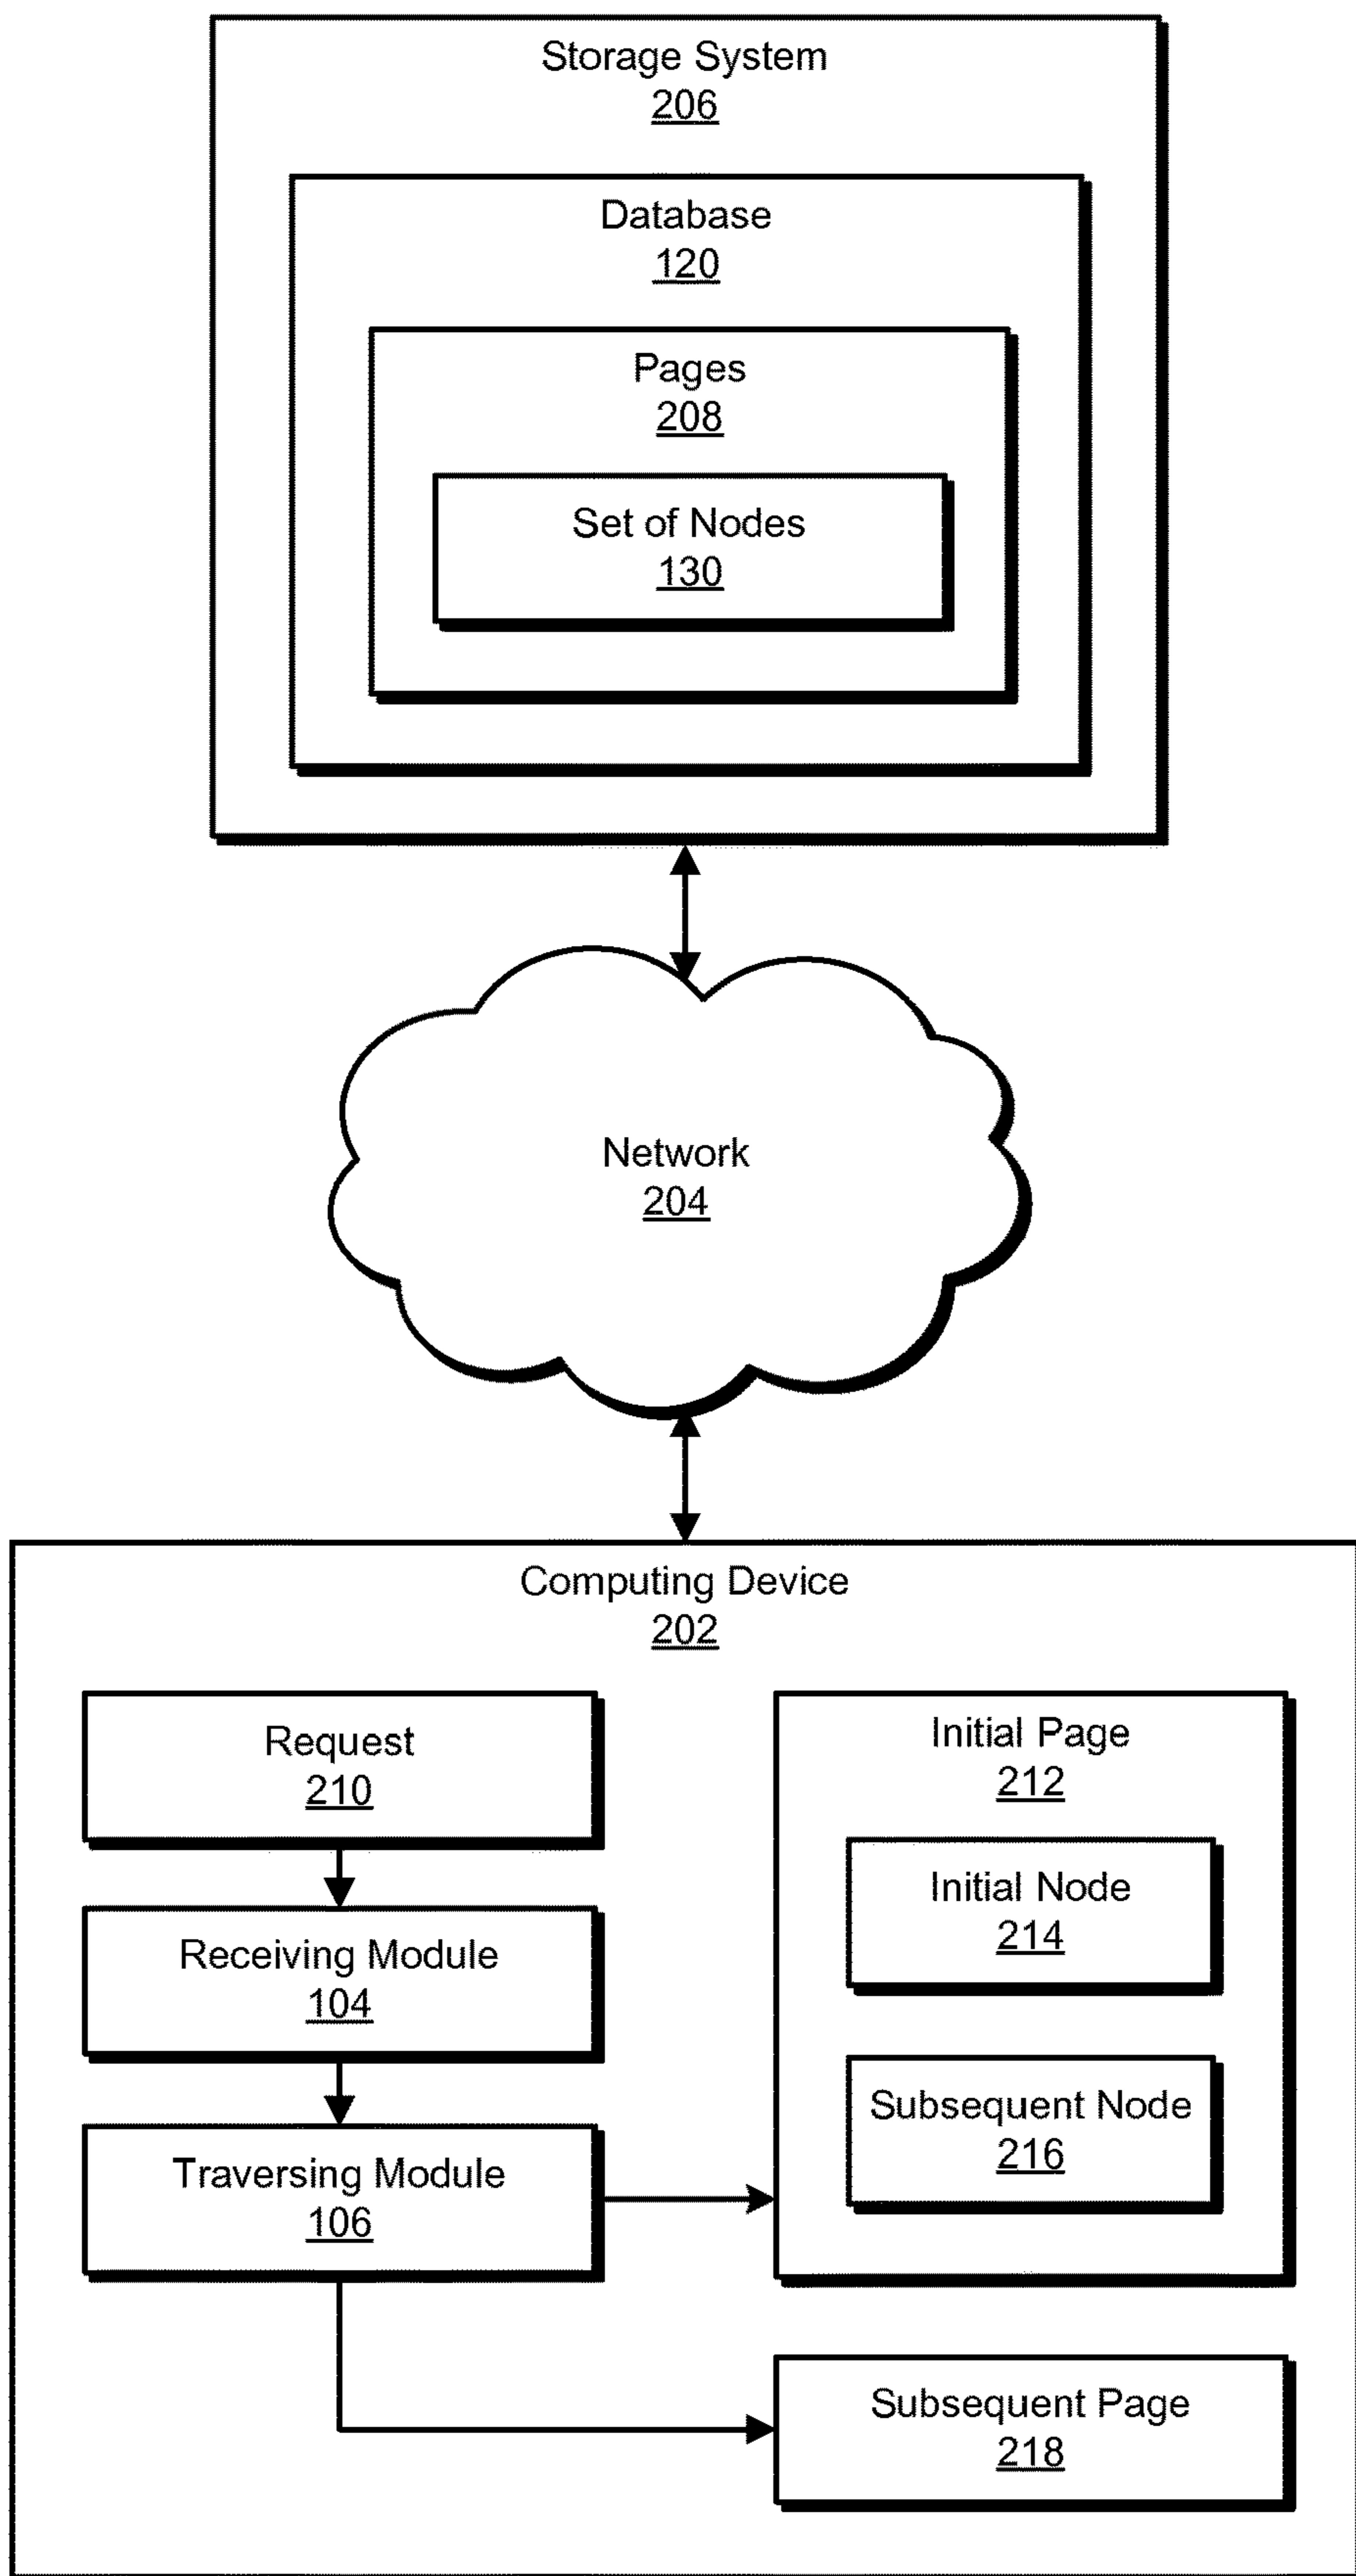 Storage System
206
Database
120
Pages
208
Set of Nodes
130
Network
204
Computing Device
202
Request
210
Receiving Module
104
Traversing Module
106
Initial Page
212
Initial Node
214
Subsequent Node
216
Subsequent Page
218